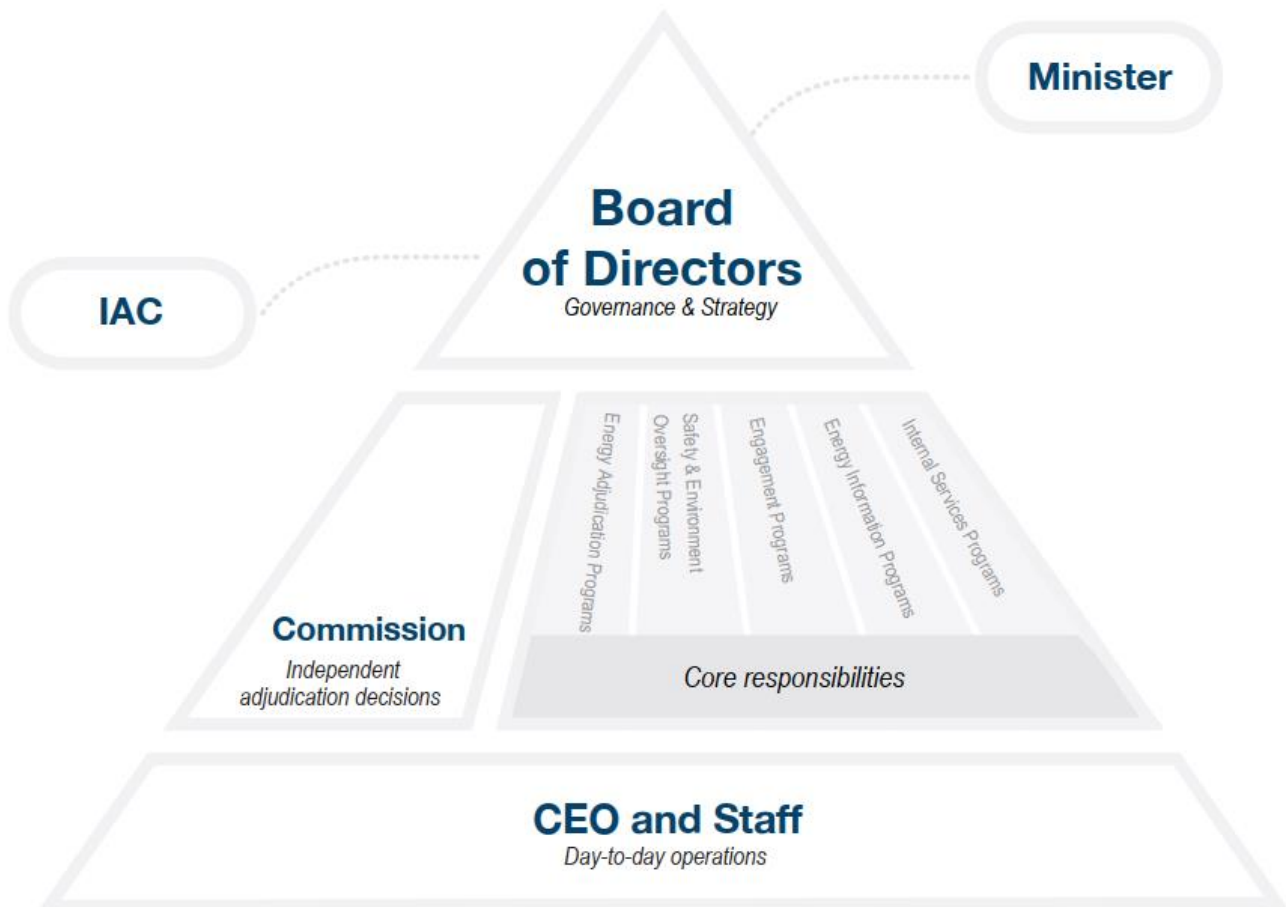 Minister
Board
of Directors
Governance & Strategy
IAC
Energy Adjudication Programs
Safety & Environment
Oversight Programs
Engagement Programs
Energy Information Programs
Internal Services Programs
Commission
Independent
adjudication decisions
Core responsibilities
CEO and Staff
Day-to-day operations